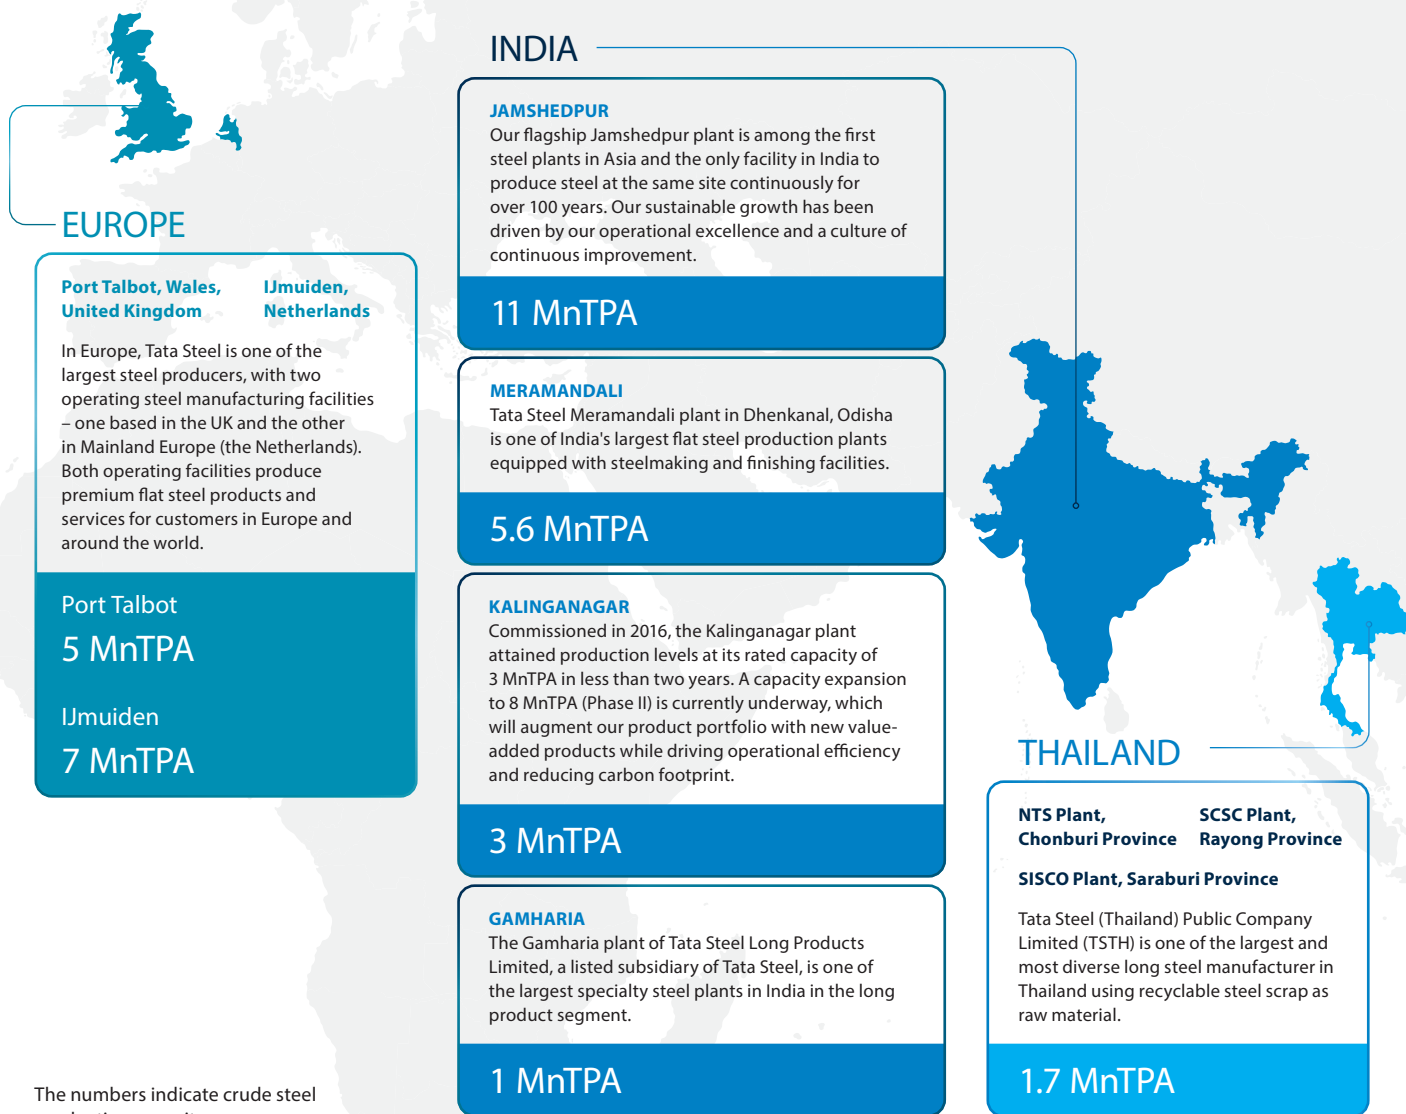 EUROPE
Port Talbot, Wales,
United Kingdom
IJmuiden,
Netherlands
In Europe, Tata Steel is one of the
largest steel producers, with two
operating steel manufacturing facilities
– one based in the UK and the other
in Mainland Europe (the Netherlands).
Both operating facilities produce
premium flat steel products and
services for customers in Europe and
around the world.
Port Talbot
5 MnTPA
IJmuiden
7 MnTPA
The numbers indicate crude steel
INDIA
JAMSHEDPUR
Our flagship Jamshedpur plant is among the first
steel plants in Asia and the only facility in India to
produce steel at the same site continuously for
over 100 years. Our sustainable growth has been
driven by our operational excellence and a culture of
continuous improvement.
11 MnTPA
MERAMANDALI
Tata Steel Meramandali plant in Dhenkanal, Odisha
is one of India's largest flat steel production plants
equipped with steelmaking and finishing facilities.
5.6 MnTPA
KALINGANAGAR
Commissioned in 2016, the Kalinganagar plant
attained production levels at its rated capacity of
3 MnTPA in less than two years. A capacity expansion
to 8 MnTPA (Phase II) is currently underway, which
will augment our product portfolio with new value-
added products while driving operational efficiency
and reducing carbon footprint.
3 MnTPA
GAMHARIA
The Gamharia plant of Tata Steel Long Products
Limited, a listed subsidiary of Tata Steel, is one of
the largest specialty steel plants in India in the long
product segment.
1 MnTPA
THAILAND
NTS Plant,
Chonburi Province
SCSC Plant,
Rayong Province
SISCO Plant, Saraburi Province
Tata Steel (Thailand) Public Company
Limited (TSTH) is one of the largest and
most diverse long steel manufacturer in
Thailand using recyclable steel scrap as
raw material.
1.7 MnTPA